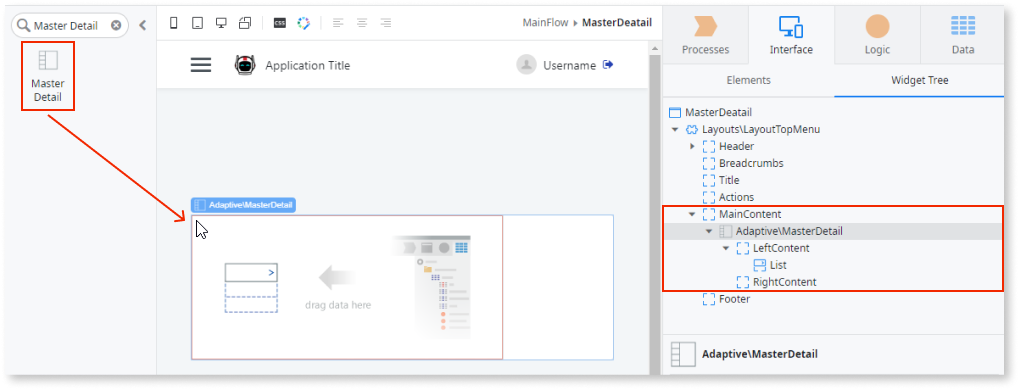 Master Detail
Master
Detail
CSS
MainFlow ▸ MasterDeatail
Application Title
Username
Adaptive\MasterDetail
drag data here
Processes
Interface
Logic
Data
Elements
Widget Tree
MasterDeatail
Layouts\LayoutTopMenu
Header
Breadcrumbs
Title
Actions
MainContent
Adaptive\MasterDetail
LeftContent
List
RightContent
Footer
Adaptive\MasterDetail